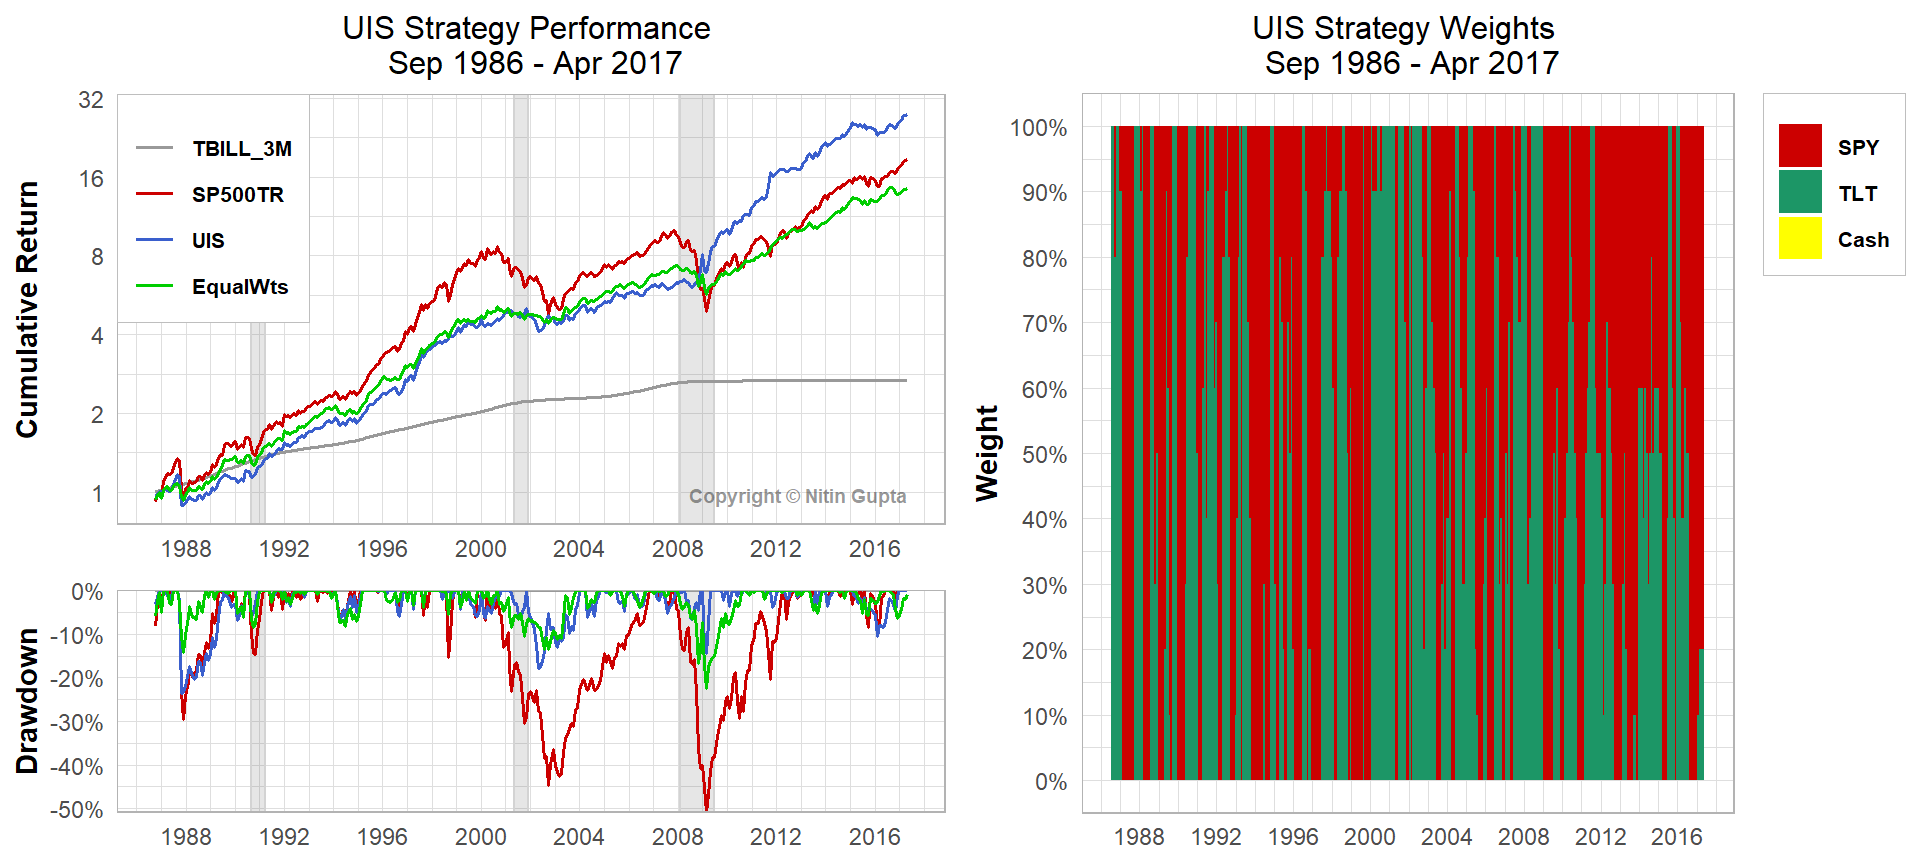 UIS Strategy Performance
Sep 1986 - Apr 2017
Cumulative Return
32
16
8
4
2
1
TBILL_3M
SP500TR
UIS
EqualWts
Copyright © Nitin Gupta
1988 1992 1996 2000 2004 2008 2012 2016
Drawdown
0%
-10%
-20%
-30%
-40%
-50%
1988 1992 1996 2000 2004 2008 2012 2016
UIS Strategy Weights
Sep 1986 - Apr 2017
Weight
100%
90%
80%
70%
60%
50%
40%
30%
20%
10%
0%
1988 1992 1996 2000 2004 2008 2012 2016
SPY
TLT
Cash